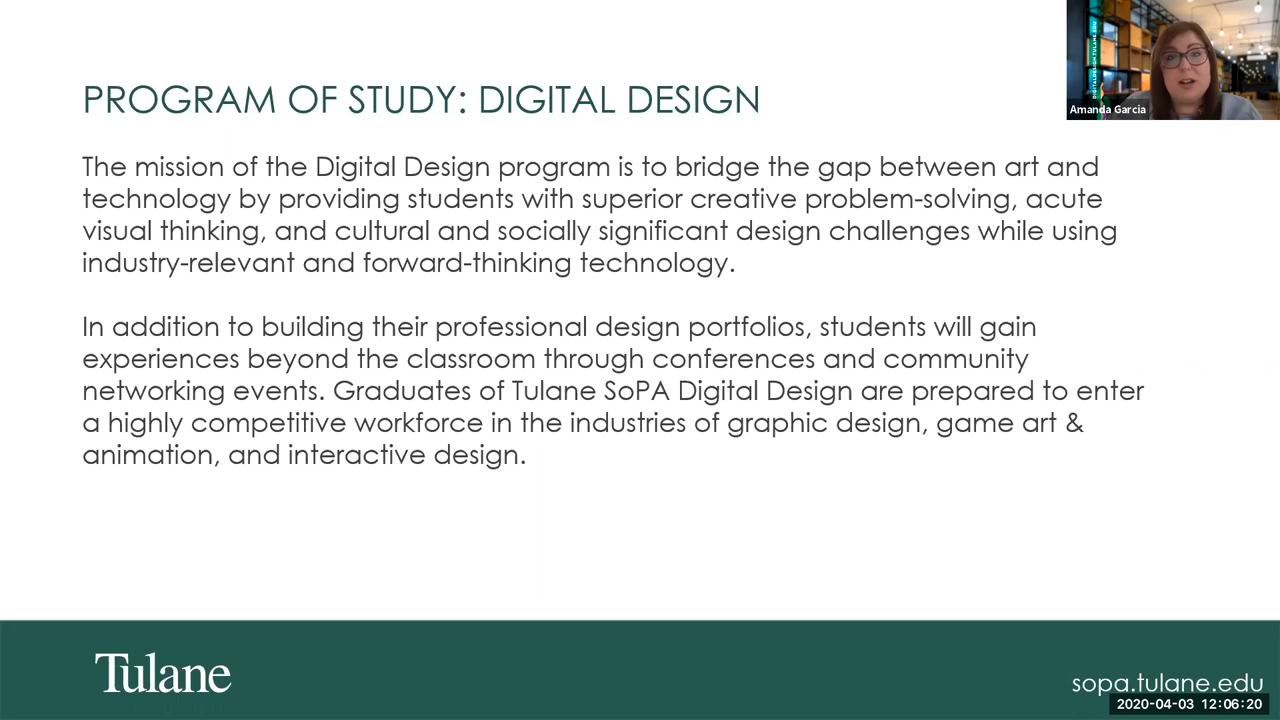 PROGRAM OF STUDY: DIGITAL DESIGN
The mission of the Digital Design program is to bridge the gap between art and
technology by providing students with superior creative problem-solving, acute
visual thinking, and cultural and socially significant design challenges while using
industry-relevant and forward-thinking technology.
In addition to building their professional design portfolios, students will gain
experiences beyond the classroom through conferences and community
networking events. Graduates of Tulane SoPA Digital Design are prepared to enter
a highly competitive workforce in the industries of graphic design, game art &
animation, and interactive design.
DIGITALDESIGN.TULANE.EDU
Amanda Garcia
Tulane
sopa.tulane.edu
2020-04-03 12:06:20